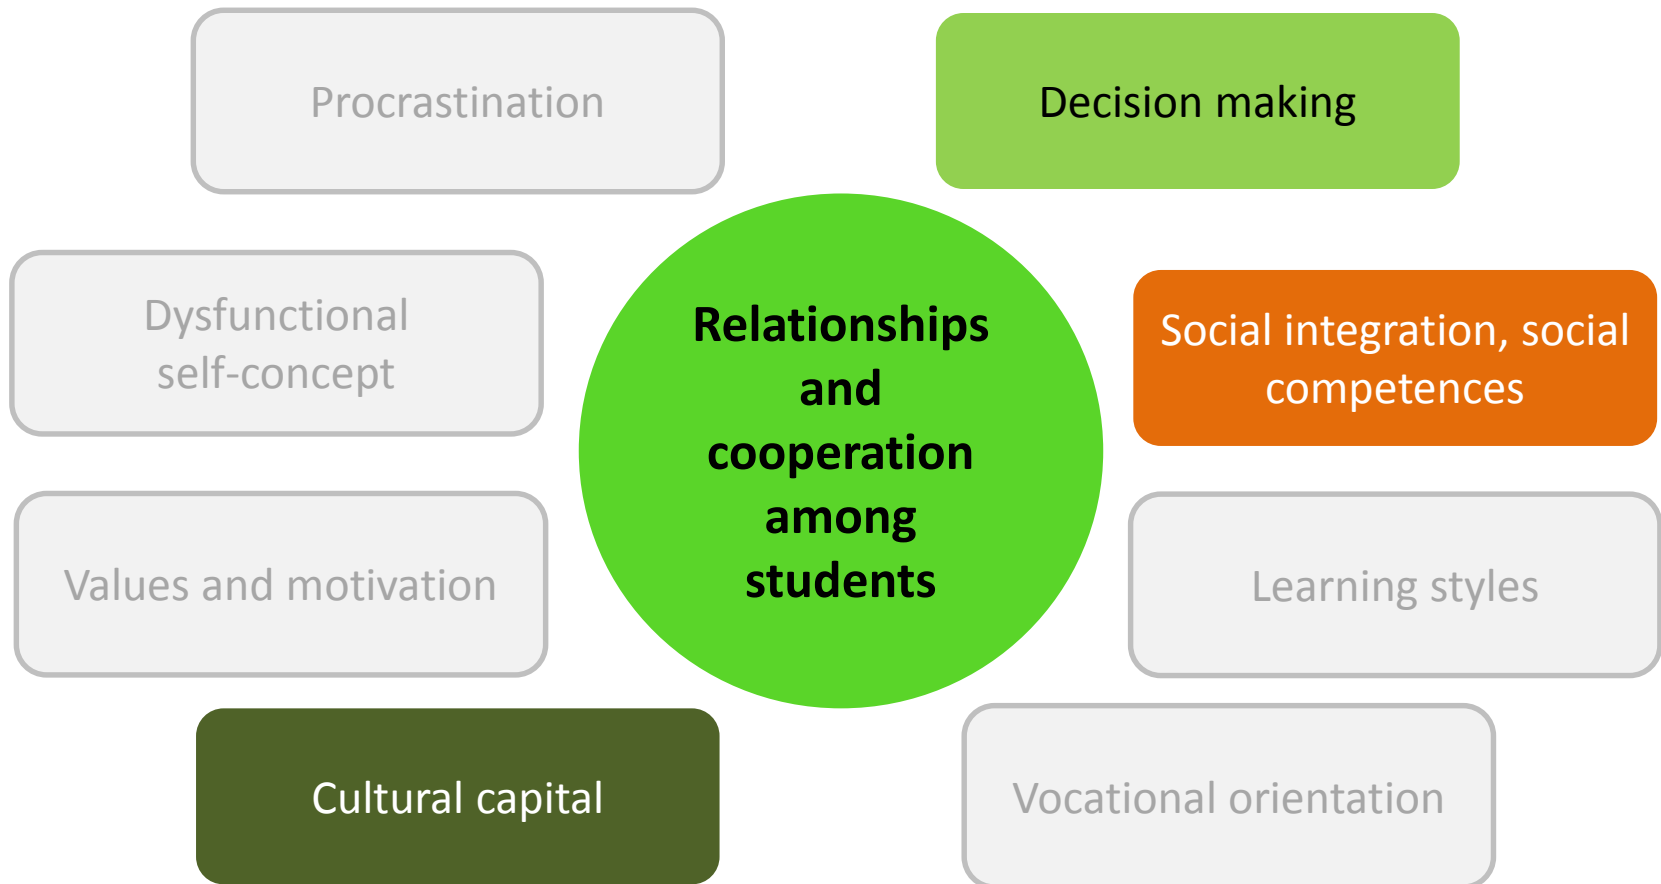 Procrastination
Decision making
Dysfunctional
self-concept
Relationships
and
cooperation
among
students
Social integration, social
competences
Values and motivation
Learning styles
Cultural capital
Vocational orientation